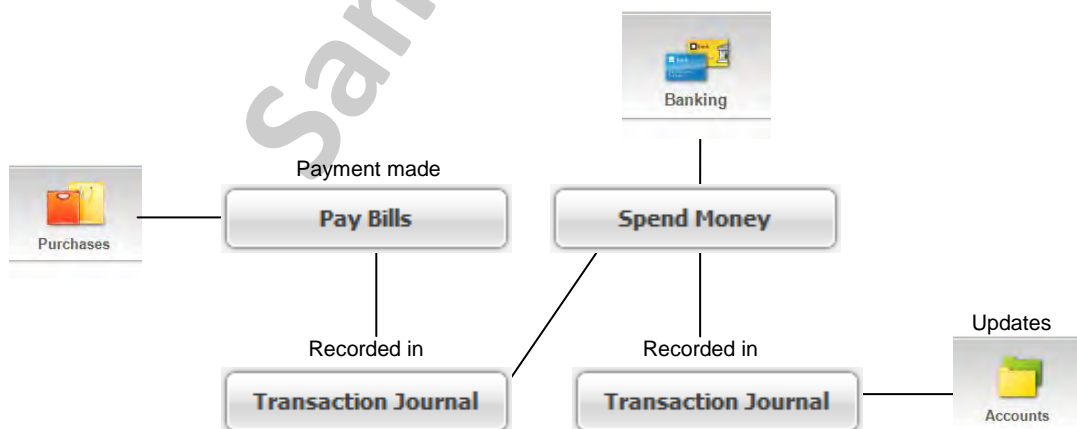 Banking
Payment made
Pay Bills
Spend Money
Purchases
Updates
Recorded in
Recorded in
Transaction Journal
Transaction Journal
Accounts